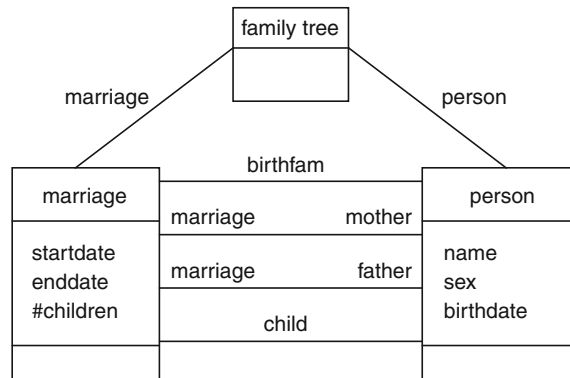 family tree
marriage
person
birthfam
marriage
person
marriage
mother
startdate
name
enddate
marriage
father
sex
#children
birthdate
child